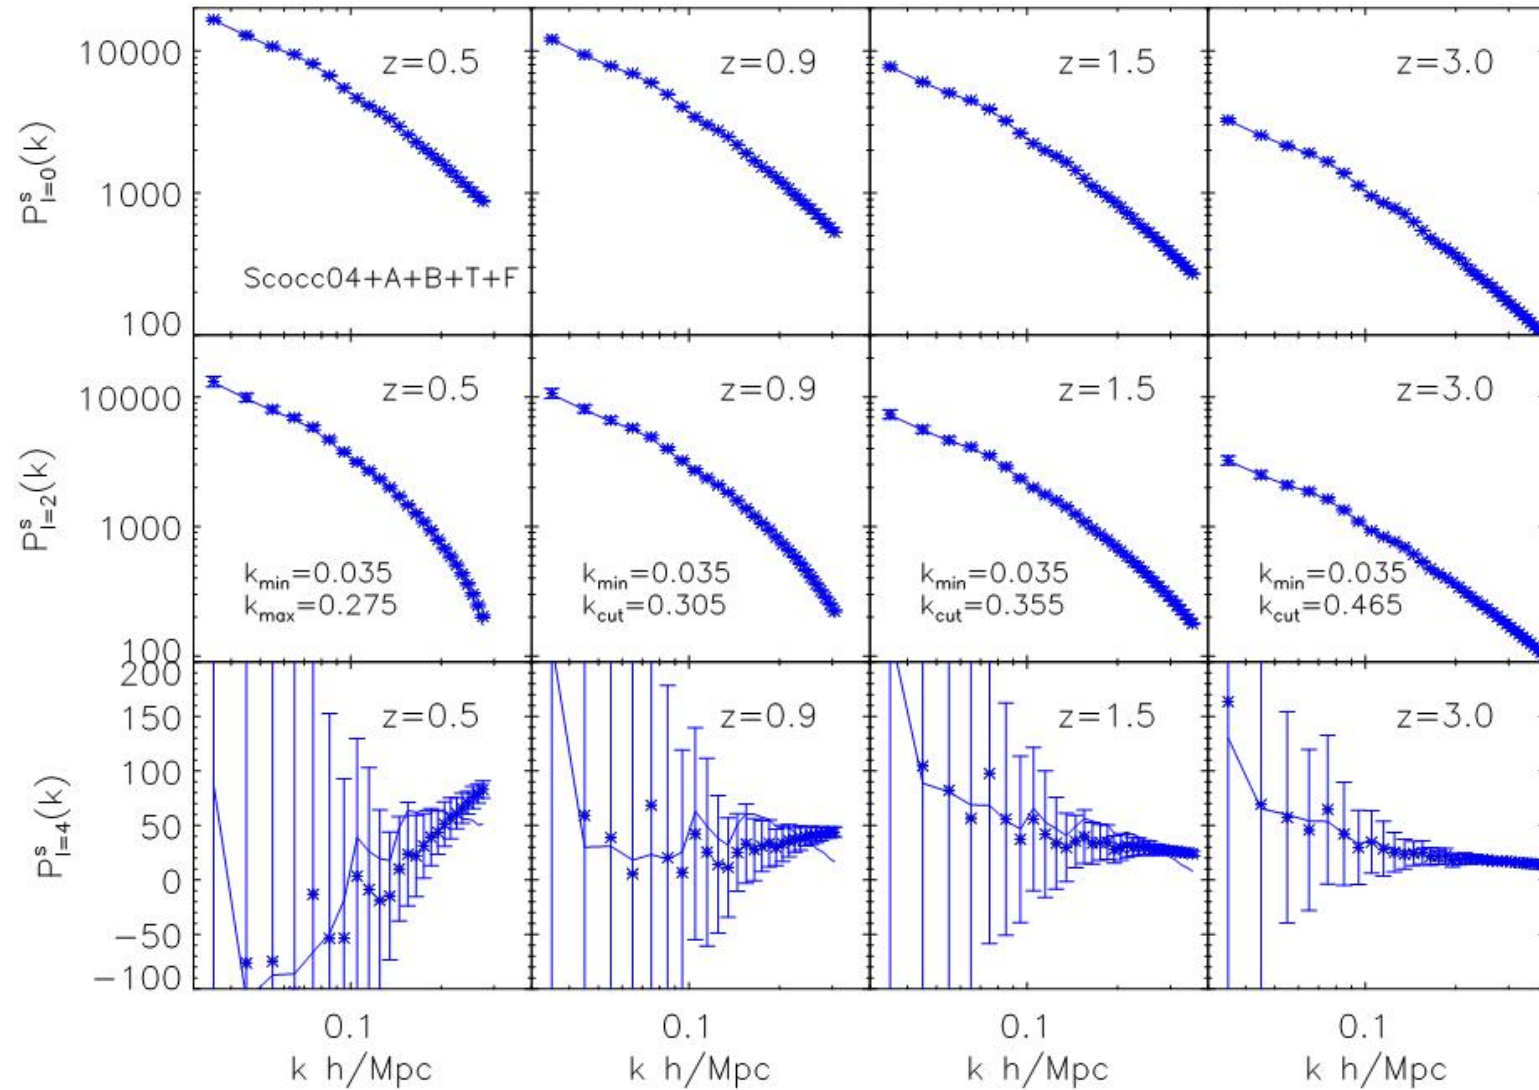 P^s_{l=0}(k)
10000
1000
100
z=0.5
z=0.9
z=1.5
z=3.0
Scocc04+A+B+T+F
P^s_{l=2}(k)
10000
1000
100
z=0.5
z=0.9
z=1.5
z=3.0
k_min=0.035
k_max=0.275
k_min=0.035
k_cut=0.305
k_min=0.035
k_cut=0.355
k_min=0.035
k_cut=0.465
P^s_{l=4}(k)
200
150
100
50
0
−50
−100
z=0.5
z=0.9
z=1.5
z=3.0
0.1
0.1
0.1
0.1
k h/Mpc
k h/Mpc
k h/Mpc
k h/Mpc